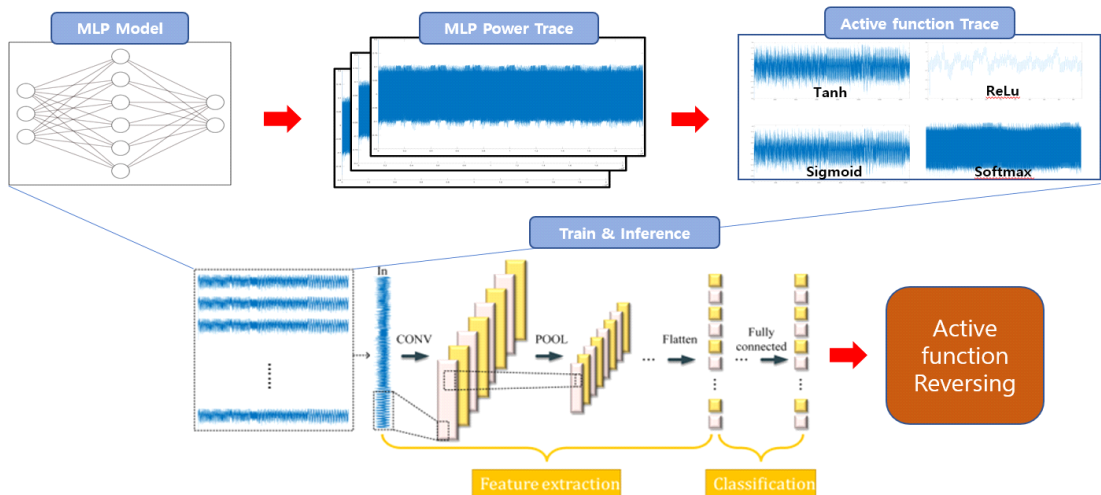 MLP Model
MLP Power Trace
Active function Trace
Tanh
ReLu
Sigmoid
Softmax
Train & Inference
In
CONV
POOL
Flatten
Fully
connected
Active
function
Reversing
Feature extraction
Classification